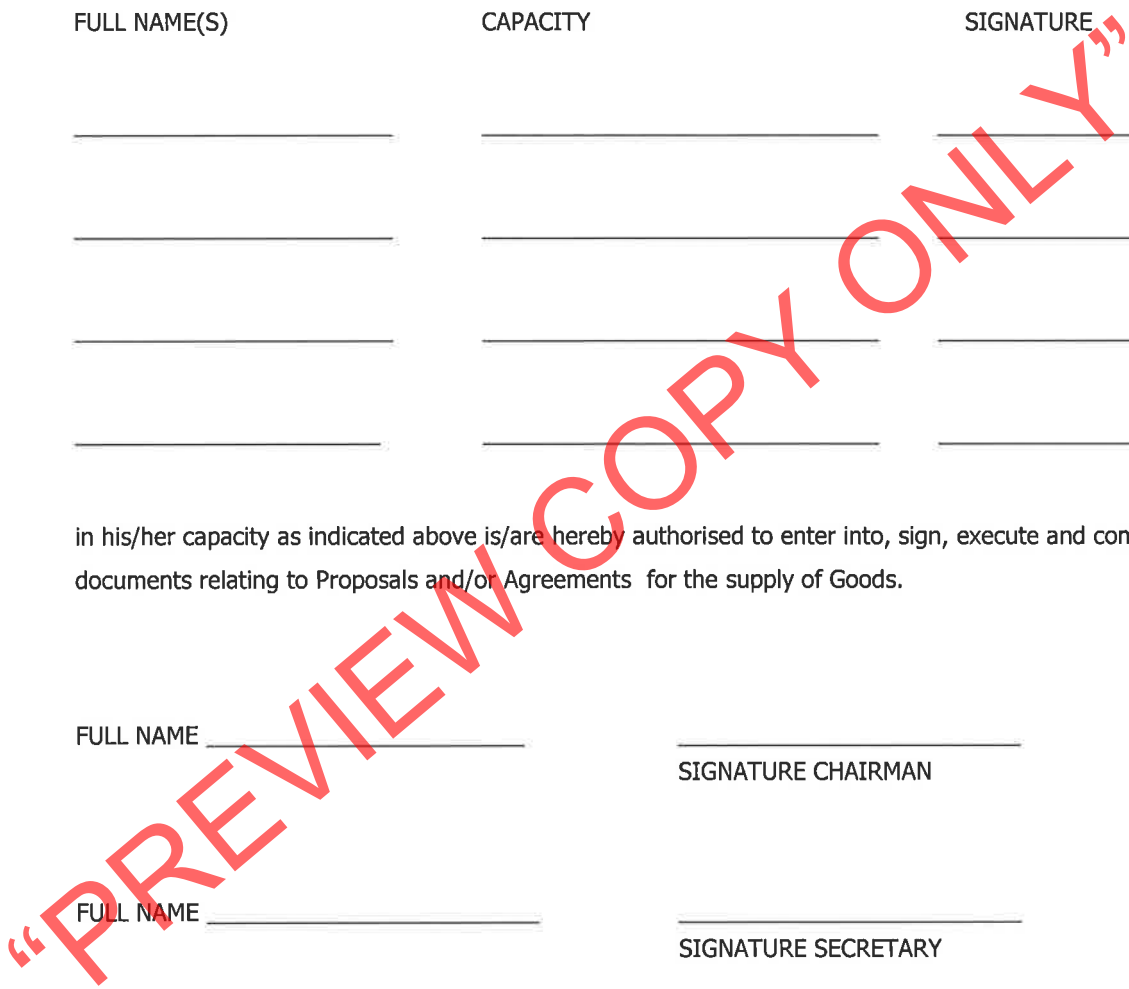 FULL NAME(S) CAPACITY SIGNATURE
in his/her capacity as indicated above is/are hereby authorised to enter into, sign, execute and com
documents relating to Proposals and/or Agreements for the supply of Goods.
FULL NAME
SIGNATURE CHAIRMAN
FULL NAME
SIGNATURE SECRETARY
“PREVIEW COPY ONLY”